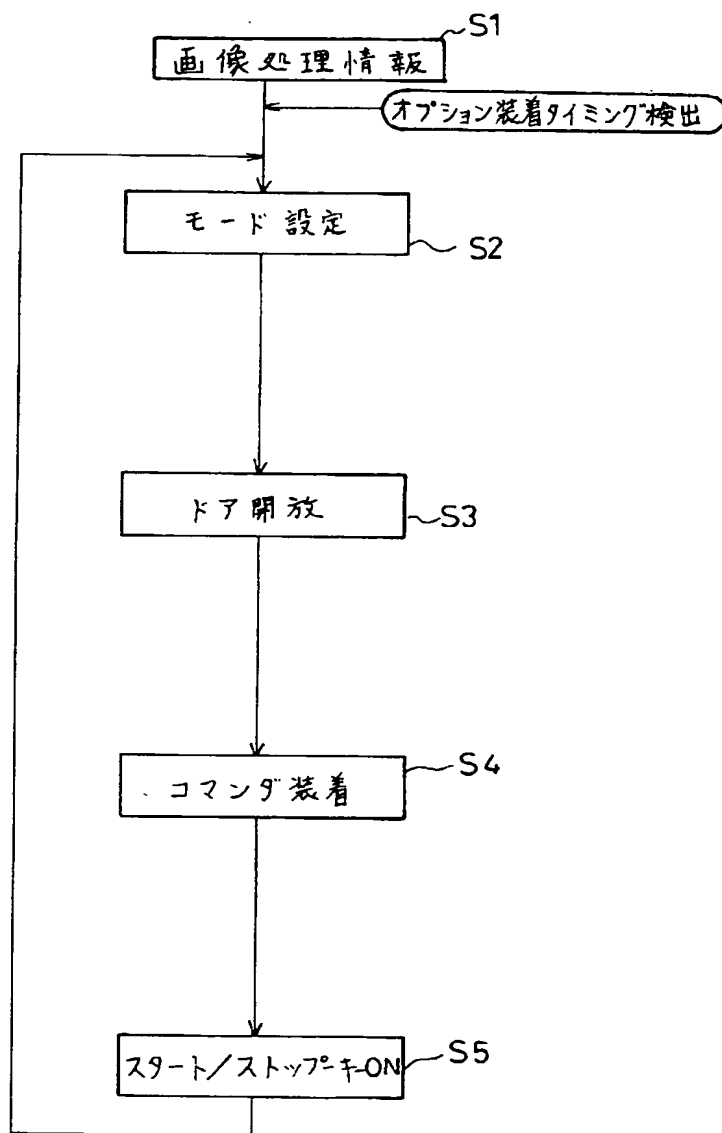 S1
画像処理情報
オプション装着タイミング検出
モード設定
S2
ドア開放
S3
S4
コマンダ装着
スタート/ストップキーON
S5